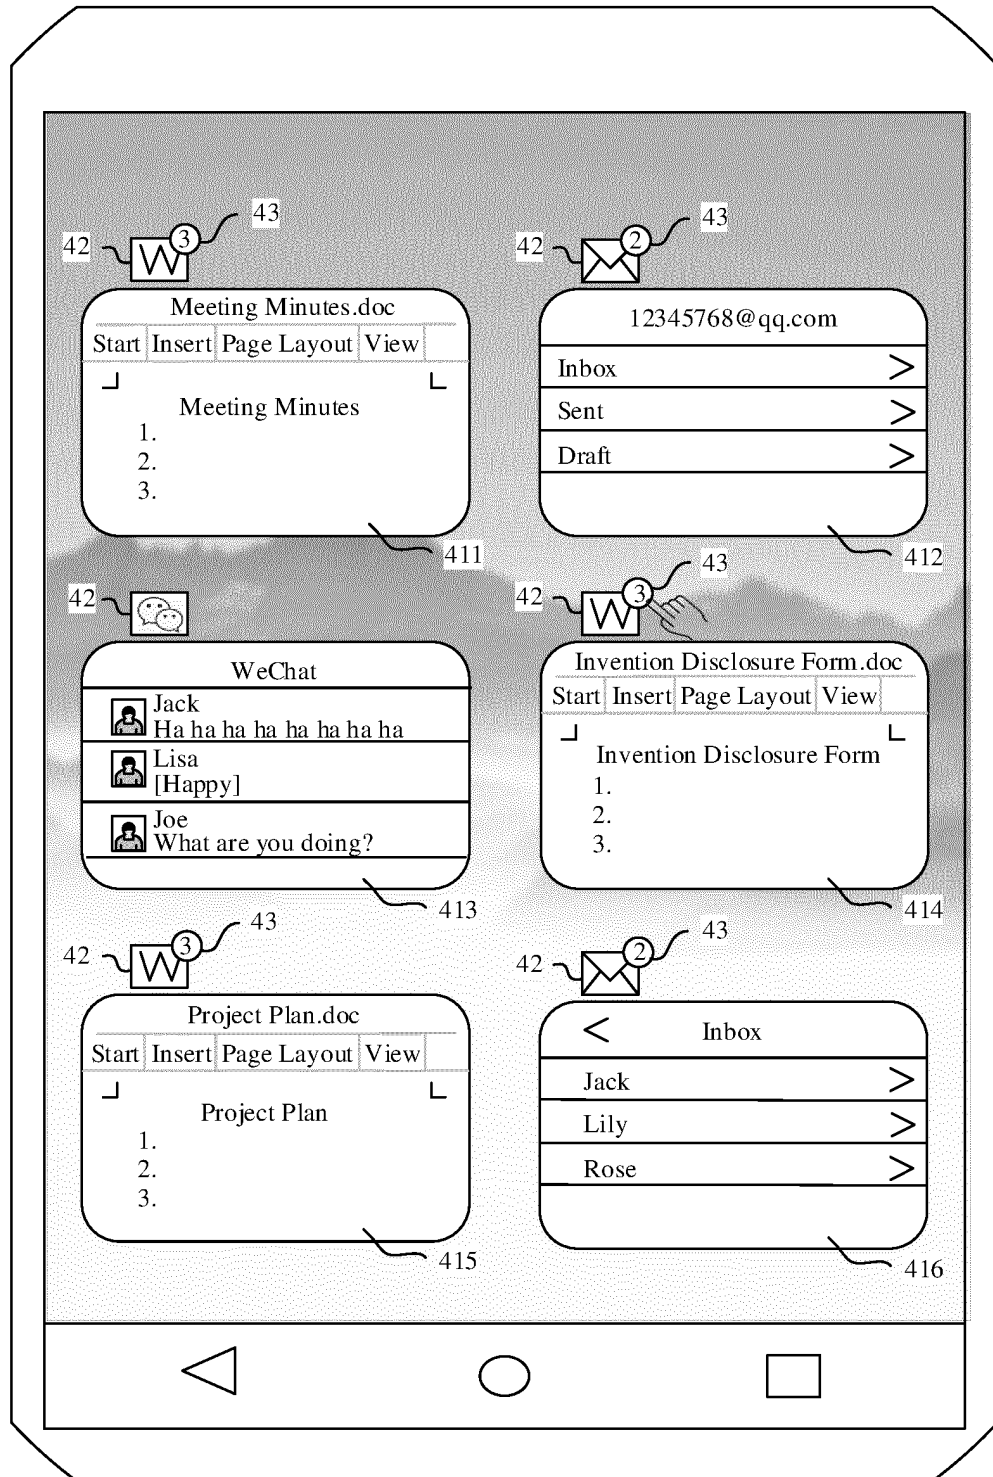 43
43
42
3
42
2
Meeting Minutes.doc
Start Insert Page Layout View
Meeting Minutes
1.
2.
3.
411
12345768@qq.com
Inbox >
Sent >
Draft >
412
42
43
42
3
WeChat
Jack
Ha ha ha ha ha ha ha ha
Lisa
[Happy]
Joe
What are you doing?
413
Invention Disclosure Form.doc
Start Insert Page Layout View
Invention Disclosure Form
1.
2.
3.
414
43
42
3
43
42
2
Project Plan.doc
Start Insert Page Layout View
Project Plan
1.
2.
3.
415
< Inbox
Jack >
Lily >
Rose >
416